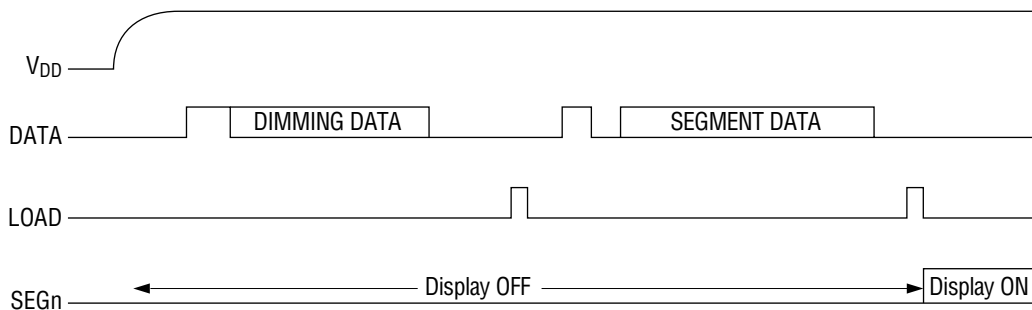 VDD
DATA DIMMING DATA SEGMENT DATA
LOAD
SEGn Display OFF Display ON